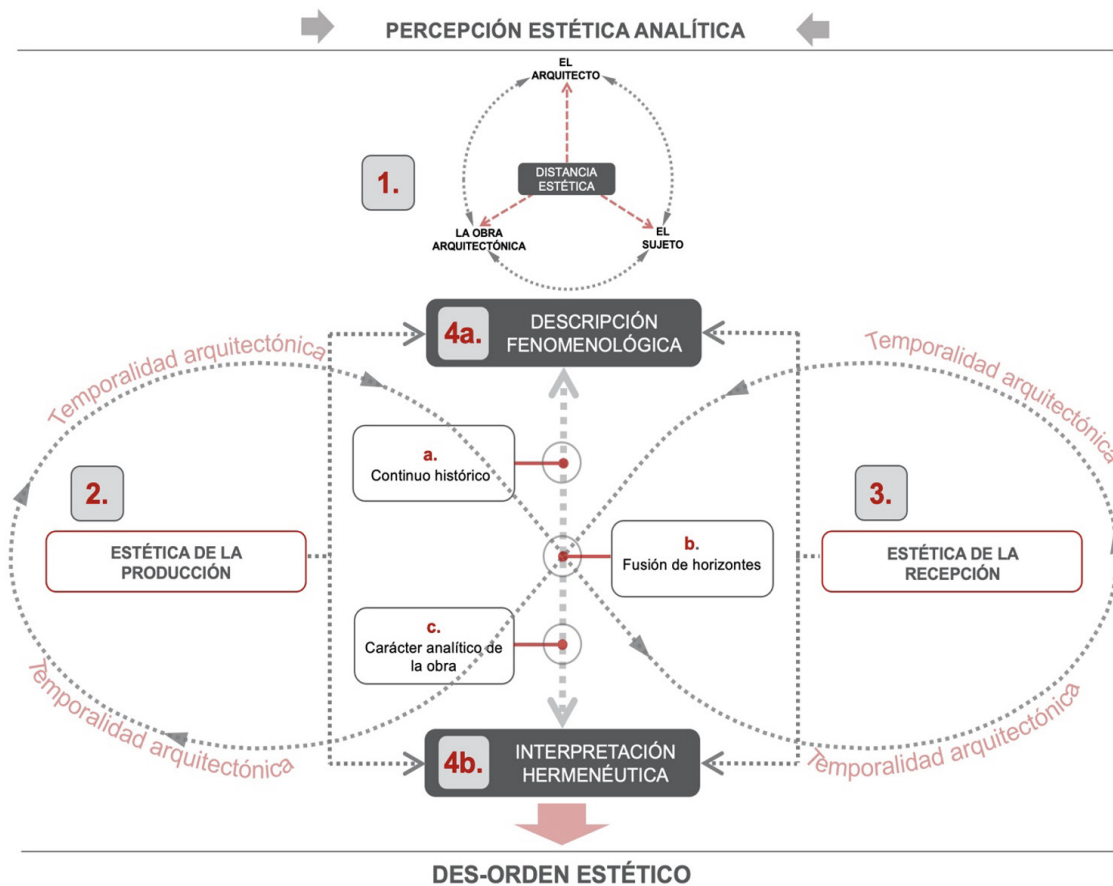 PERCEPCIÓN ESTÉTICA ANALÍTICA
EL
ARQUITECTO
1.
DISTANCIA
ESTÉTICA
LA OBRA
ARQUITECTÓNICA
EL
SUJETO
4a.
DESCRIPCIÓN
FENOMENOLÓGICA
Temporalidad arquitectónica
Temporalidad arquitectónica
a.
Continuo histórico
2.
ESTÉTICA DE LA
PRODUCCIÓN
b.
Fusión de horizontes
3.
ESTÉTICA DE LA
RECEPCIÓN
c.
Carácter analítico de
la obra
Temporalidad arquitectónica
Temporalidad arquitectónica
4b.
INTERPRETACIÓN
HERMENÉUTICA
DES-ORDEN ESTÉTICO